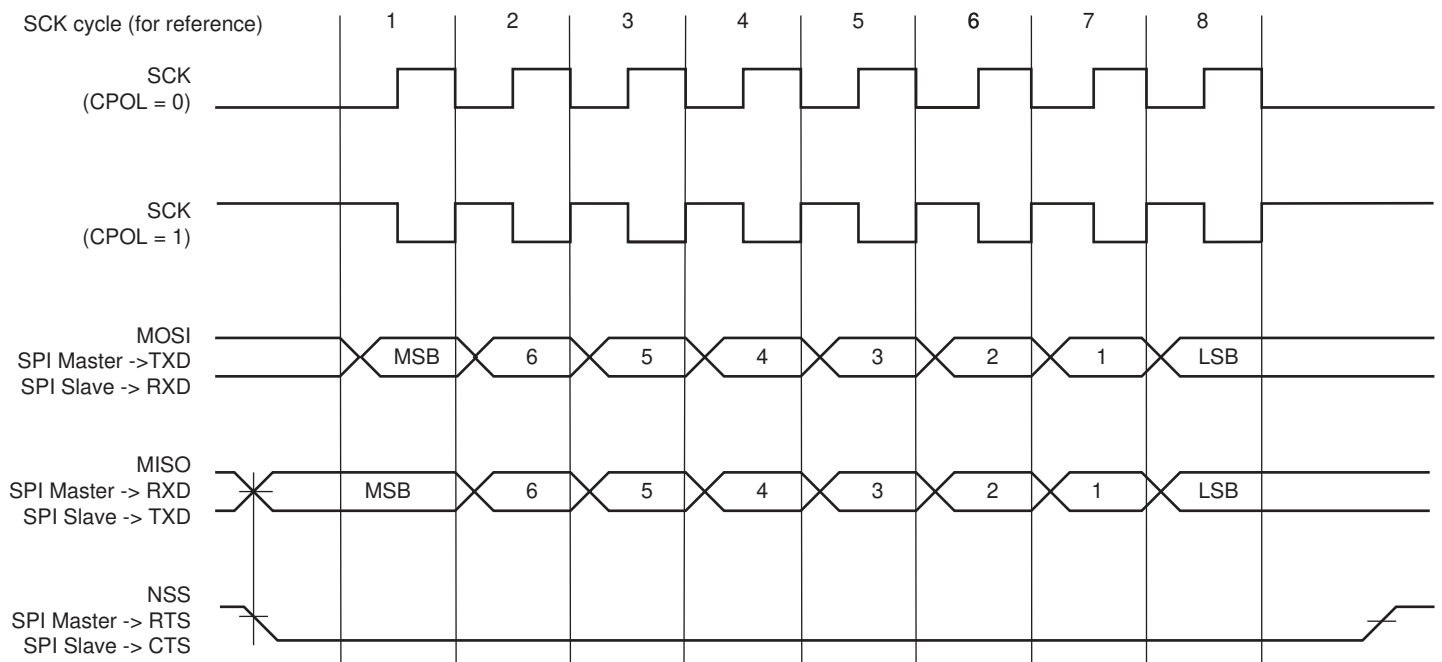 SCK cycle (for reference) 1 2 3 4 5 6 7 8
SCK
(CPOL = 0)
SCK
(CPOL = 1)
MOSI
SPI Master ->TXD
SPI Slave -> RXD
MSB 6 5 4 3 2 1 LSB
MISO
SPI Master -> RXD
SPI Slave -> TXD
MSB 6 5 4 3 2 1 LSB
NSS
SPI Master -> RTS
SPI Slave -> CTS